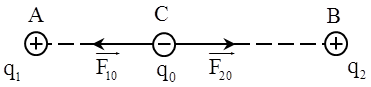 A C B
+ − +
q₁ F₁₀ q₀ F₂₀ q₂